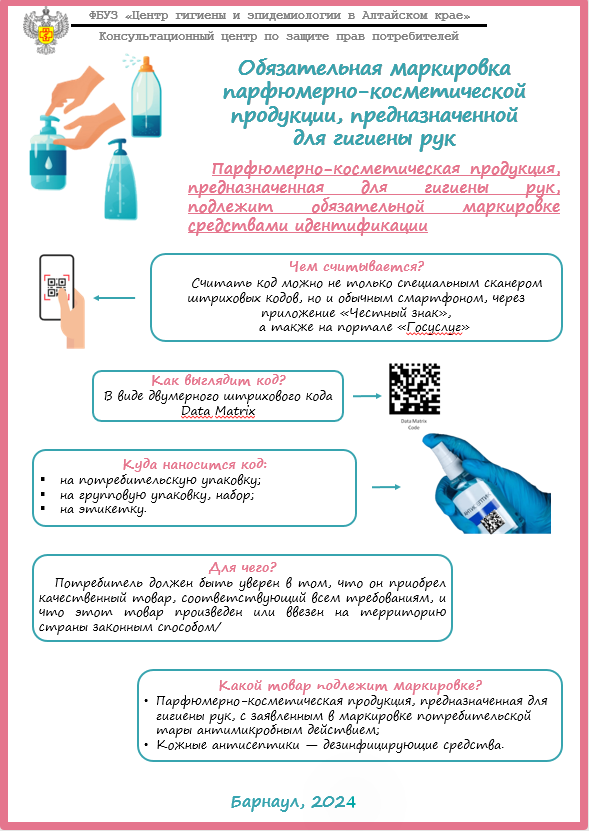 ФБУЗ «Центр гигиены и эпидемиологии в Алтайском крае»
Консультационный центр по защите прав потребителей
Обязательная маркировка
парфюмерно-косметической
продукции, предназначенной
для гигиены рук
Парфюмерно-косметическая продукция,
предназначенная для гигиены рук,
подлежит обязательной маркировке
средствами идентификации
Чем считывается?
Считать код можно не только специальным сканером
штриховых кодов, но и обычным смартфоном, через
приложение «Честный знак»,
а также на портале «Госуслуг»
Как выглядит код?
В виде двумерного штрихового кода
Data Matrix
Data Matrix
Code
Куда наносится код:
▪ на потребительскую упаковку;
▪ на групповую упаковку, набор;
▪ на этикетку.
Для чего?
Потребитель должен быть уверен в том, что он приобрел
качественный товар, соответствующий всем требованиям, и
что этот товар произведен или ввезен на территорию
страны законным способом/
Какой товар подлежит маркировке?
• Парфюмерно-косметическая продукция, предназначенная для
гигиены рук, с заявленным в маркировке потребительской
тары антимикробным действием;
• Кожные антисептики — дезинфицирующие средства.
Барнаул, 2024